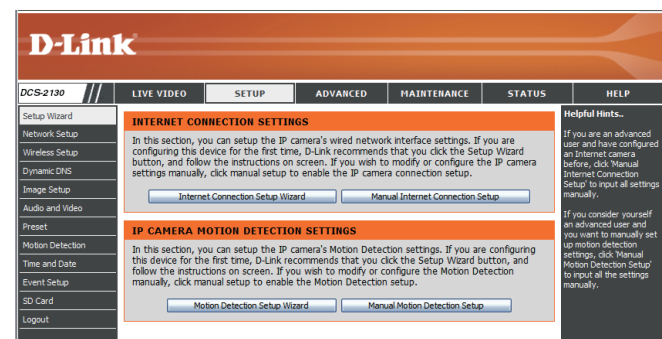 D-Link
DCS-2130
LIVE VIDEO
SETUP
ADVANCED
MAINTENANCE
STATUS
HELP
Setup Wizard
Network Setup
Wireless Setup
Dynamic DNS
Image Setup
Audio and Video
Preset
Motion Detection
Time and Date
Event Setup
SD Card
Logout
INTERNET CONNECTION SETTINGS
In this section, you can setup the IP camera's wired network interface settings. If you are
configuring this device for the first time, D-Link recommends that you click the Setup Wizard
button, and follow the instructions on screen. If you wish to modify or configure the IP camera
settings manually, click manual setup to enable the IP camera connection setup.
Internet Connection Setup Wizard
Manual Internet Connection Setup
IP CAMERA MOTION DETECTION SETTINGS
In this section, you can setup the IP camera's Motion Detection settings. If you are configuring
this device for the first time, D-Link recommends that you click the Setup Wizard button, and
follow the instructions on screen. If you wish to modify or configure the Motion Detection
manually, click manual setup to enable the Motion Detection setup.
Motion Detection Setup Wizard
Manual Motion Detection Setup
Helpful Hints..
If you are an advanced
user and have configured
an Internet camera
before, click 'Manual
Internet Connection
Setup' to input all settings
manually.
If you consider yourself
an advanced user and
you want to manually set
up motion detection
settings, click 'Manual
Motion Detection Setup'
to input all the settings
manually.